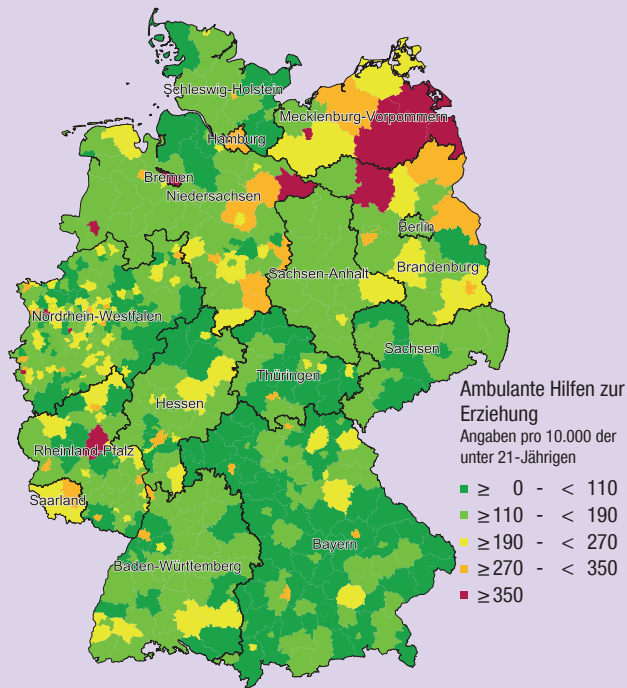 Schleswig-Holstein
Mecklenburg-Vorpommern
Hamburg
Bremen
Niedersachsen
Berlin
Sachsen-Anhalt
Brandenburg
Nordrhein-Westfalen
Sachsen
Thüringen
Hessen
Rheinland-Pfalz
Saarland
Bayern
Baden-Württemberg
Ambulante Hilfen zur
Erziehung
Angaben pro 10.000 der
unter 21-Jährigen
≥ 0 - < 110
≥110 - < 190
≥190 - < 270
≥270 - < 350
≥350